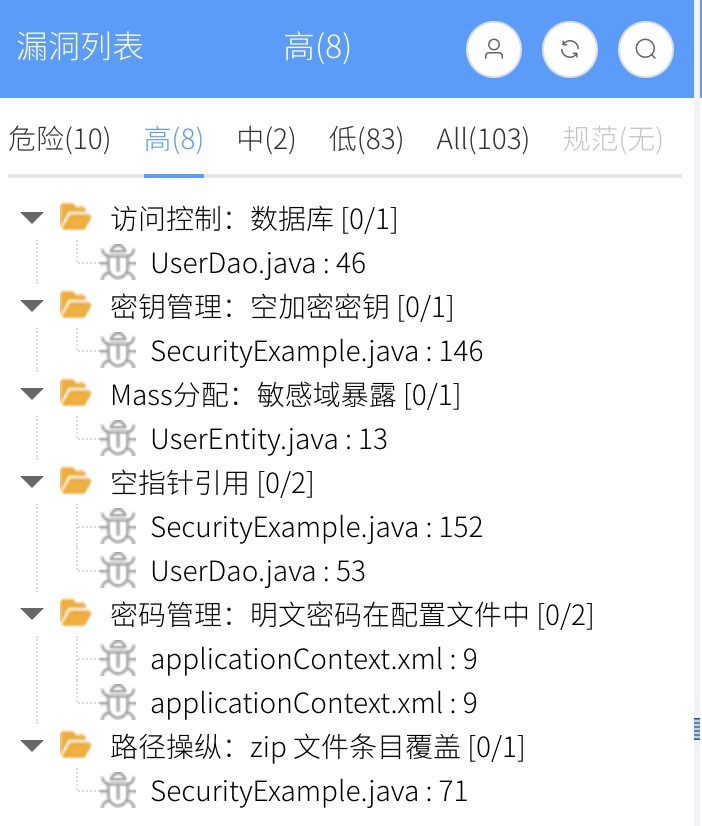 漏洞列表 高(8)
危险(10) 高(8) 中(2) 低(83) All(103) 规范(无)
访问控制：数据库 [0/1]
UserDao.java : 46
密钥管理：空加密密钥 [0/1]
SecurityExample.java : 146
Mass分配：敏感域暴露 [0/1]
UserEntity.java : 13
空指针引用 [0/2]
SecurityExample.java : 152
UserDao.java : 53
密码管理：明文密码在配置文件中 [0/2]
applicationContext.xml : 9
applicationContext.xml : 9
路径操纵：zip 文件条目覆盖 [0/1]
SecurityExample.java : 71